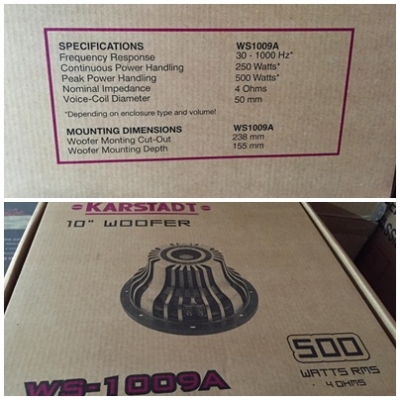 SPECIFICATIONS WS1009A
Frequency Response 30 - 1000 Hz*
Continuous Power Handling 250 Watts*
Peak Power Handling 500 Watts*
Nominal Impedance 4 Ohms
Voice-Coil Diameter 50 mm
*Depending on enclosure type and volume!
MOUNTING DIMENSIONS WS1009A
Woofer Monting Cut-Out 238 mm
Woofer Mounting Depth 155 mm
KARSTADT
10" WOOFER
500
WATTS RMS
4 OHMS
WS-1009A